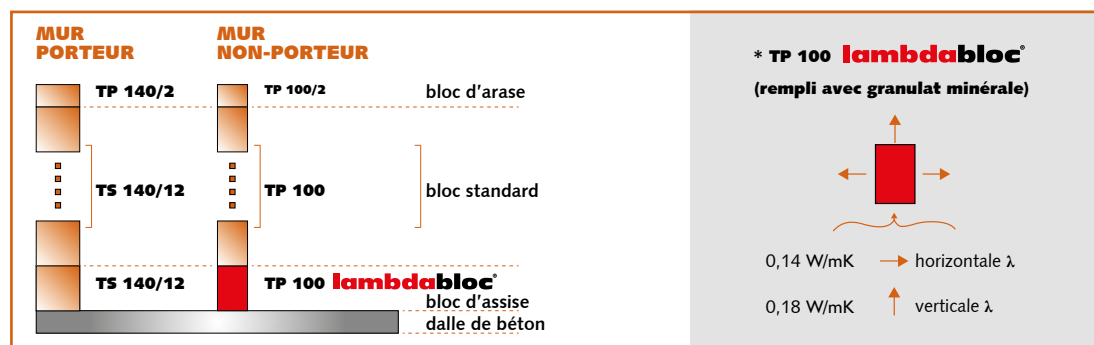 MUR
PORTEUR
MUR
NON-PORTEUR
TP 140/2
TP 100/2
bloc d'arase
TS 140/12
TP 100
bloc standard
TS 140/12
TP 100 lambdabloc®
bloc d'assise
dalle de béton
* TP 100 lambdabloc®
(rempli avec granulat minérale)
0,14 W/mK → horizontale λ
0,18 W/mK ↑ verticale λ